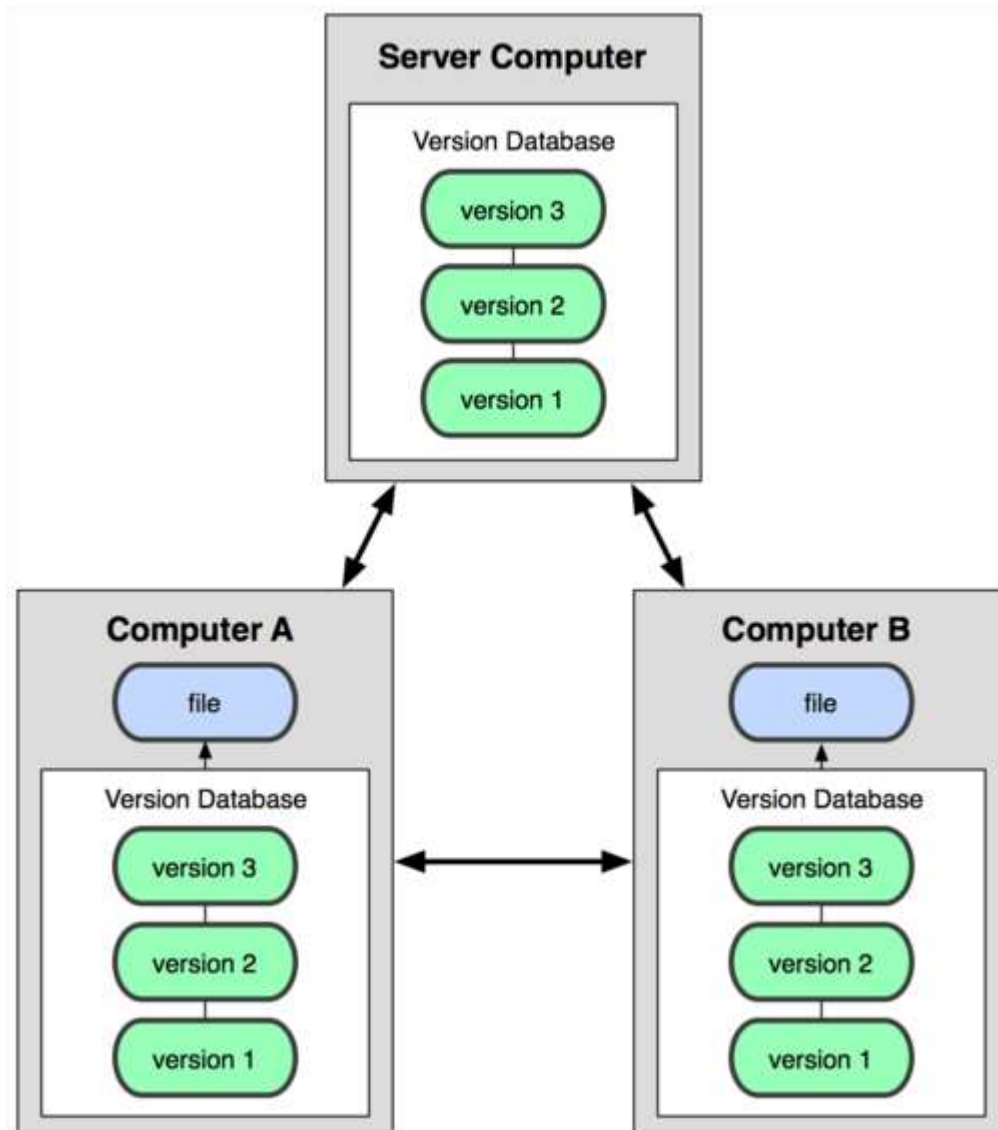 Server Computer
Version Database
version 3
version 2
version 1
Computer A
file
Version Database
version 3
version 2
version 1
Computer B
file
Version Database
version 3
version 2
version 1